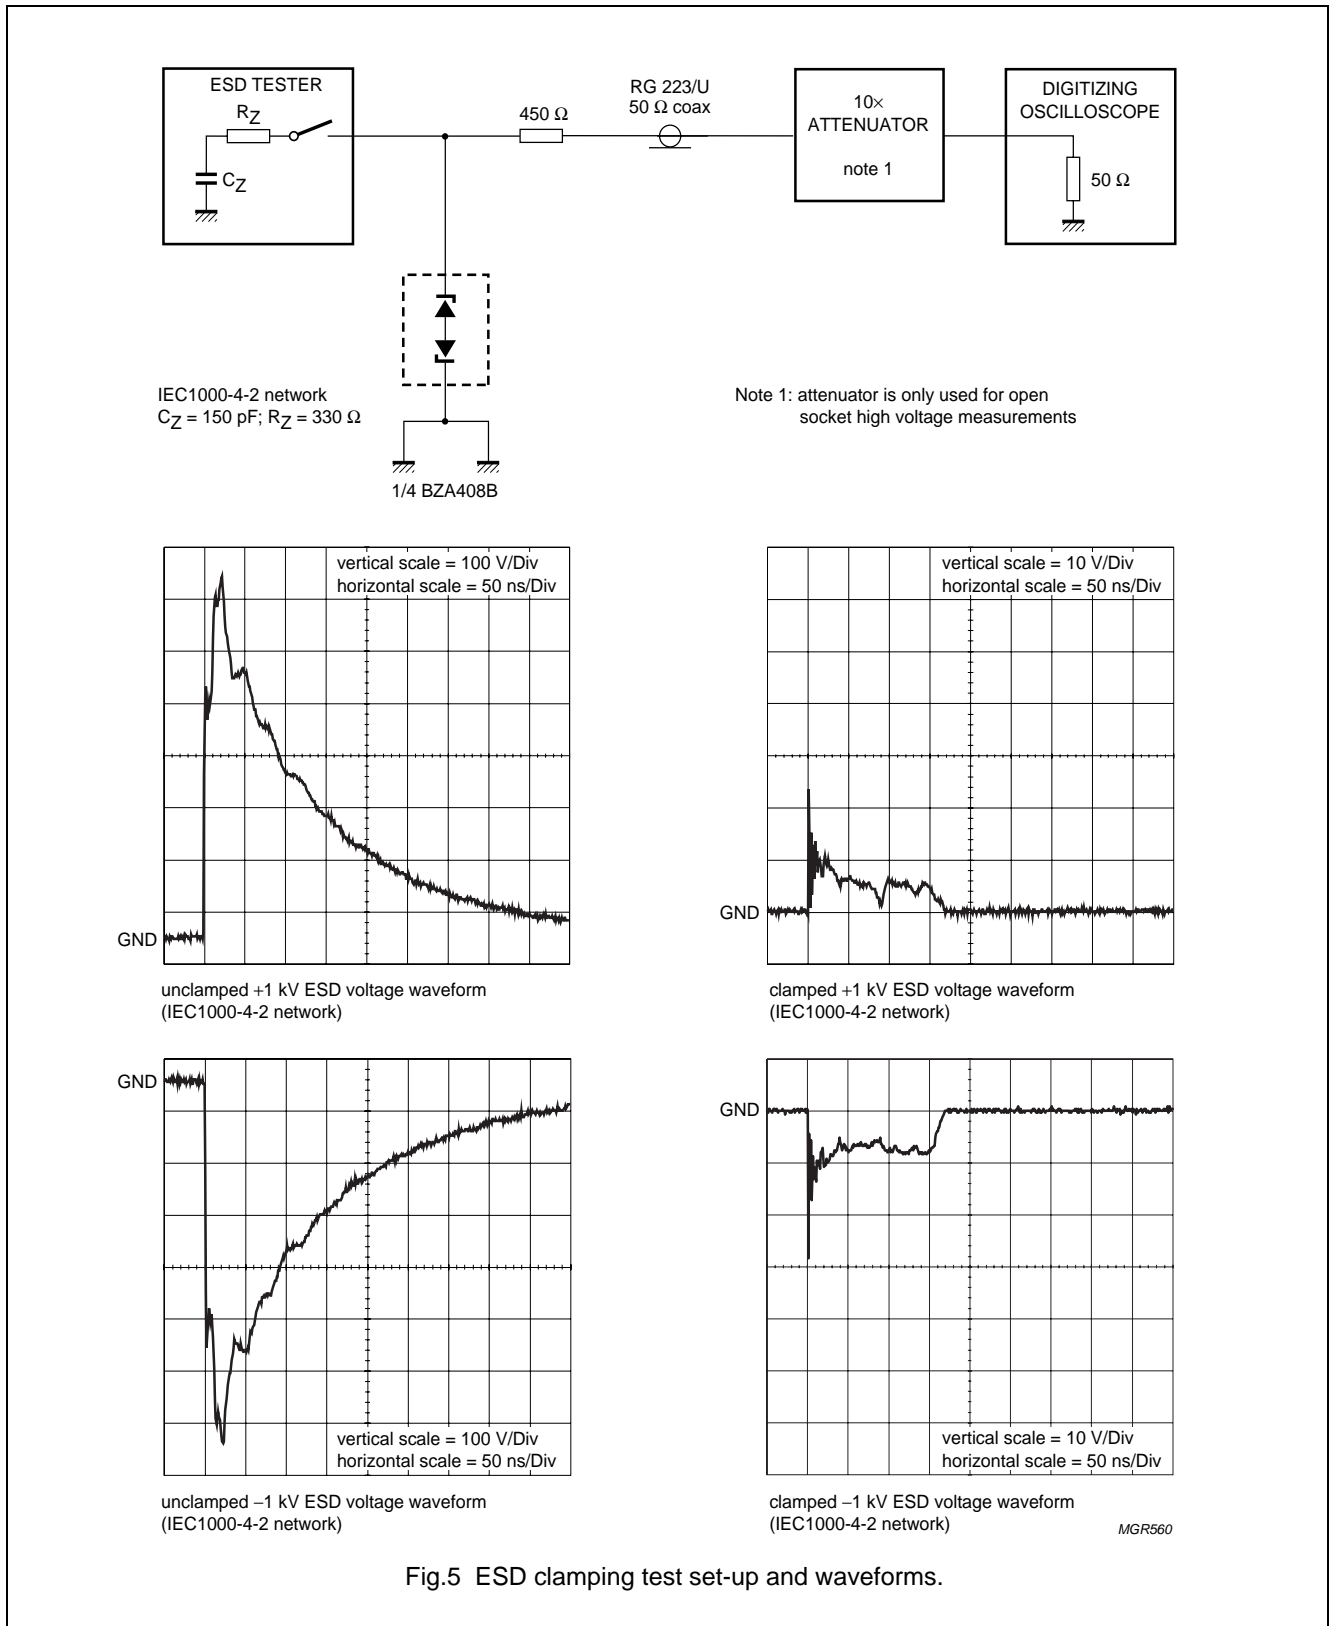 ESD TESTER
RZ
CZ
450 Ω
RG 223/U
50 Ω coax
10×
ATTENUATOR
note 1
DIGITIZING
OSCILLOSCOPE
50 Ω
IEC1000-4-2 network
CZ = 150 pF; RZ = 330 Ω
Note 1: attenuator is only used for open
socket high voltage measurements
1/4 BZA408B
vertical scale = 100 V/Div
horizontal scale = 50 ns/Div
GND
unclamped +1 kV ESD voltage waveform
(IEC1000-4-2 network)
vertical scale = 10 V/Div
horizontal scale = 50 ns/Div
GND
clamped +1 kV ESD voltage waveform
(IEC1000-4-2 network)
GND
vertical scale = 100 V/Div
horizontal scale = 50 ns/Div
unclamped −1 kV ESD voltage waveform
(IEC1000-4-2 network)
GND
vertical scale = 10 V/Div
horizontal scale = 50 ns/Div
clamped −1 kV ESD voltage waveform
(IEC1000-4-2 network)
MGR560
Fig.5 ESD clamping test set-up and waveforms.